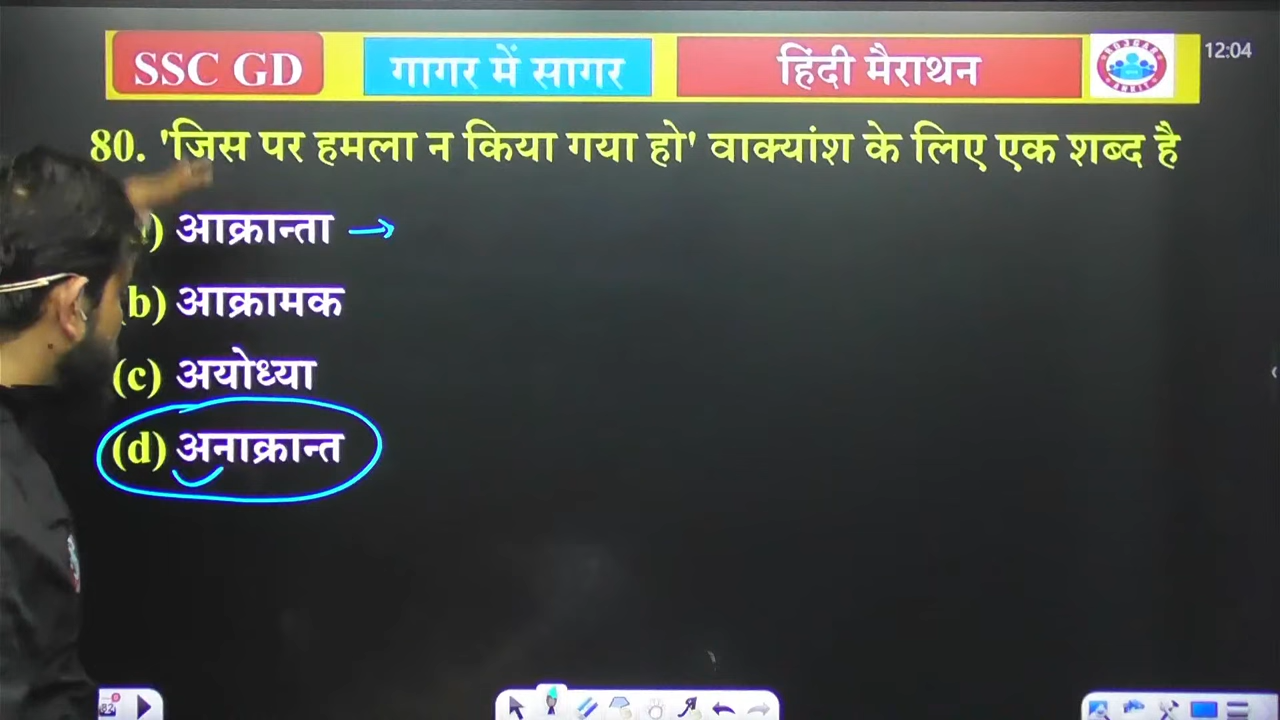 SSC GD
गागर में सागर
हिंदी मैराथन
12:04
80. 'जिस पर हमला न किया गया हो' वाक्यांश के लिए एक शब्द है
) आक्रान्ता →
b) आक्रामक
(c) अयोध्या
(d) अनाक्रान्त